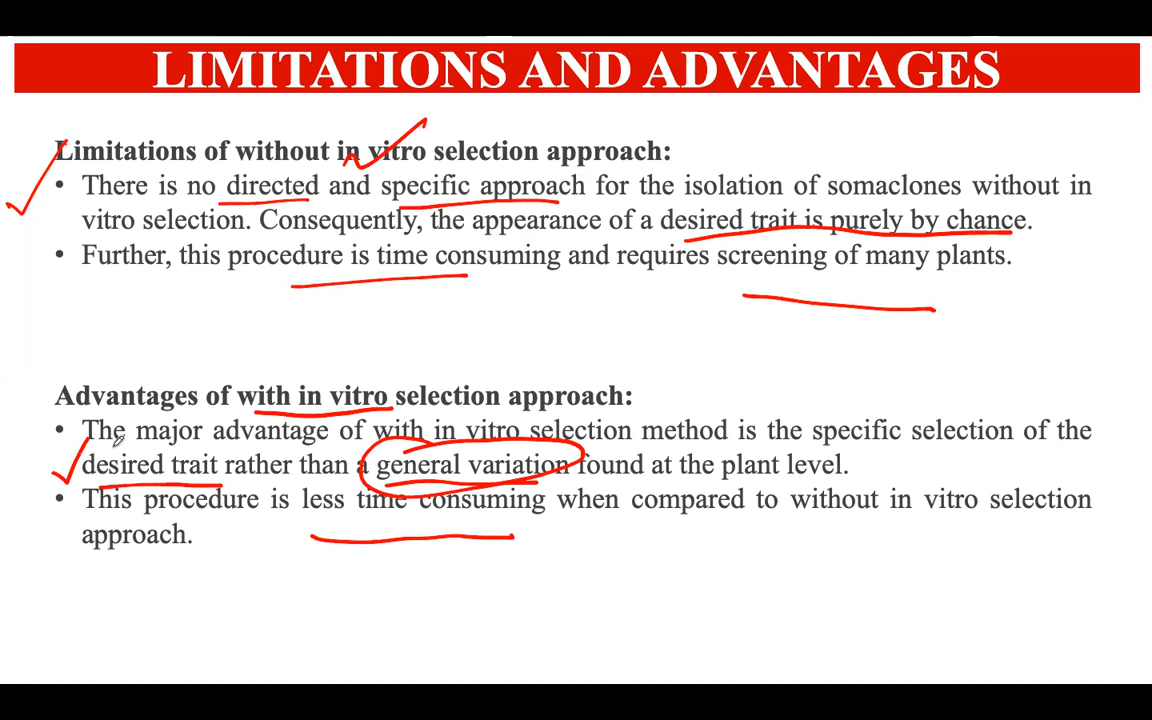 LIMITATIONS AND ADVANTAGES
Limitations of without in vitro selection approach:
• There is no directed and specific approach for the isolation of somaclones without in
vitro selection. Consequently, the appearance of a desired trait is purely by chance.
• Further, this procedure is time consuming and requires screening of many plants.
Advantages of with in vitro selection approach:
• The major advantage of with in vitro selection method is the specific selection of the
desired trait rather than a general variation found at the plant level.
• This procedure is less time consuming when compared to without in vitro selection
approach.